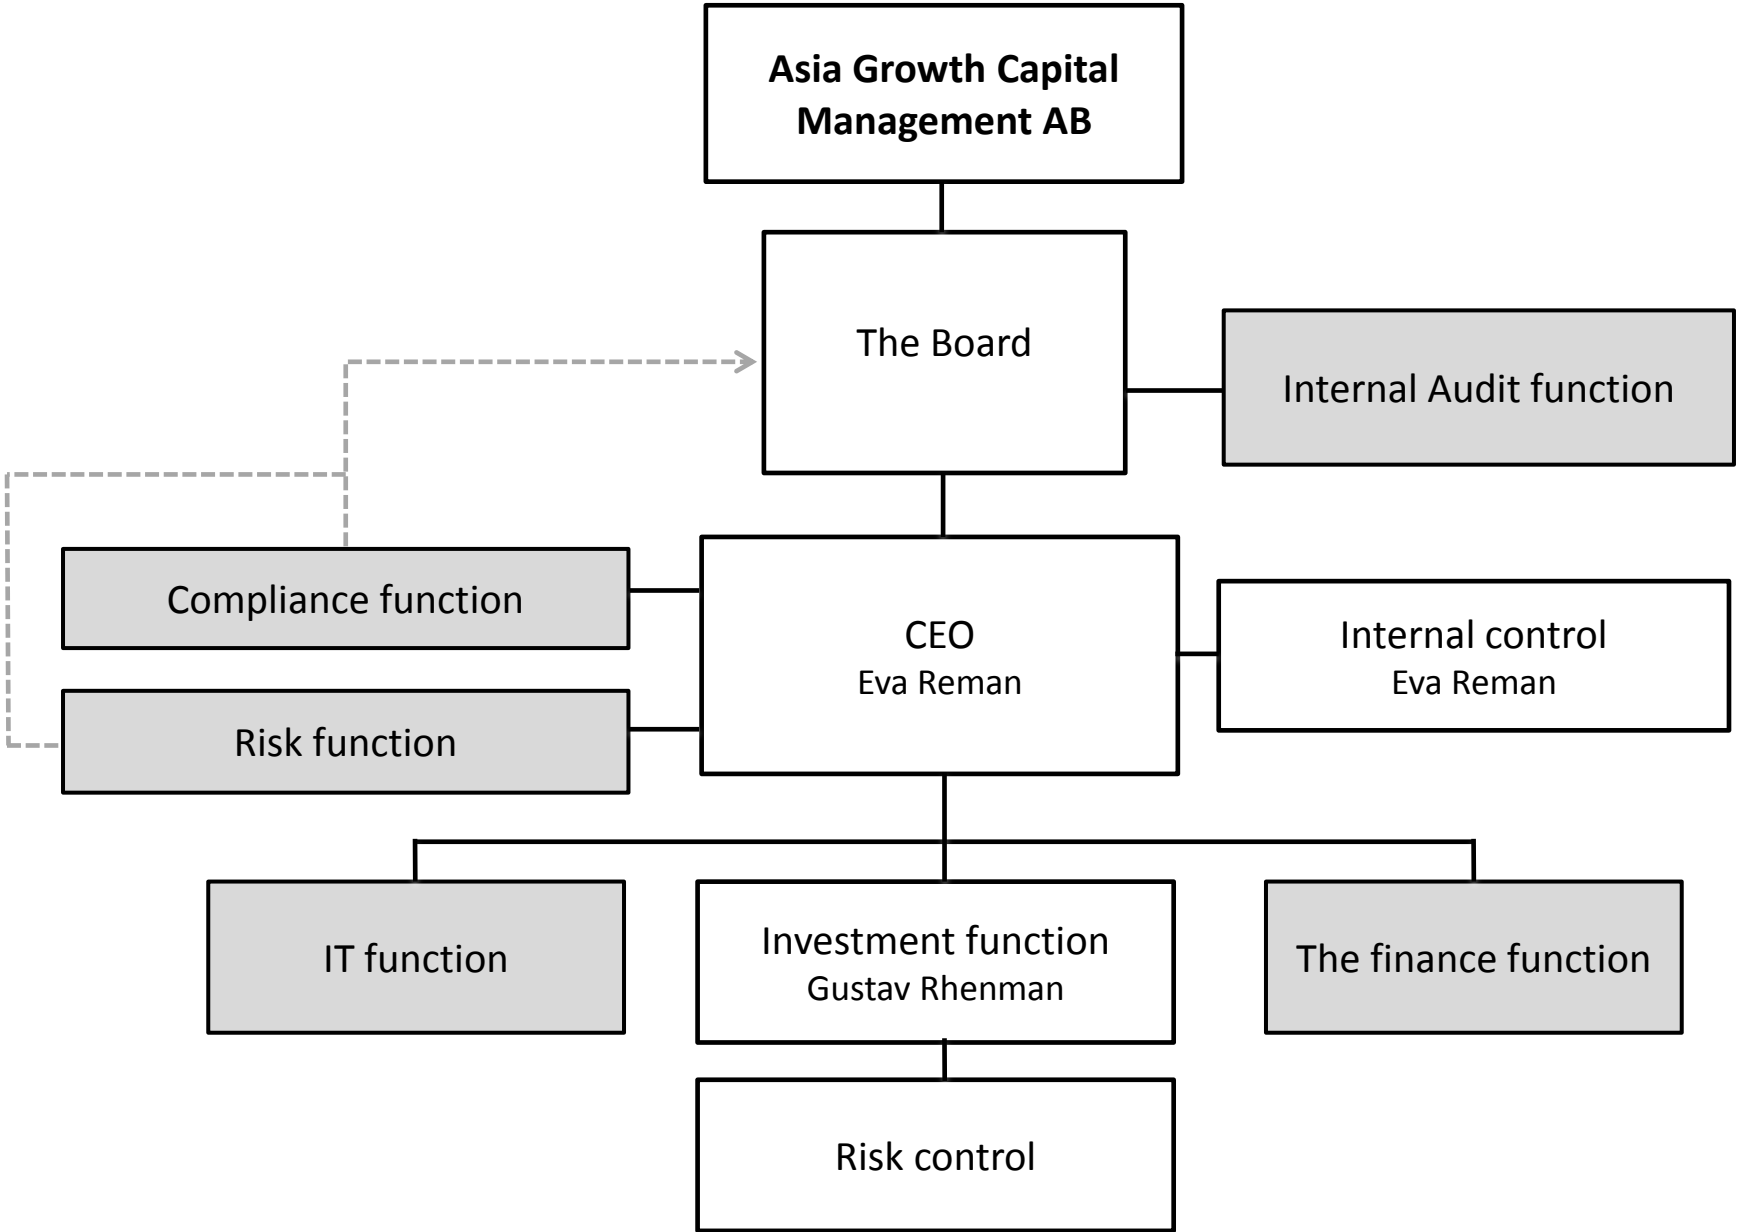 Asia Growth Capital
Management AB
The Board
Internal Audit function
Compliance function
Risk function
CEO
Eva Reman
Internal control
Eva Reman
IT function
Investment function
Gustav Rhenman
The finance function
Risk control